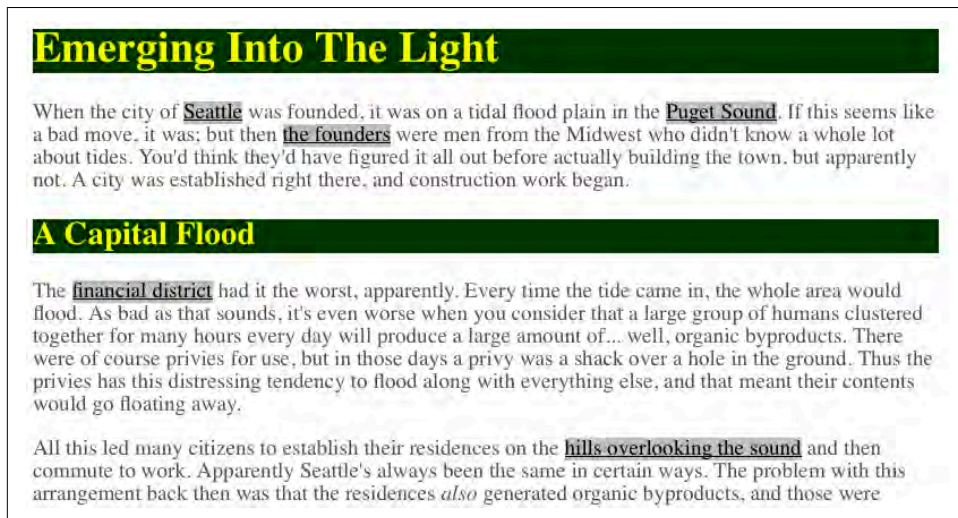 Emerging Into The Light
When the city of Seattle was founded, it was on a tidal flood plain in the Puget Sound. If this seems like
a bad move, it was; but then the founders were men from the Midwest who didn't know a whole lot
about tides. You'd think they'd have figured it all out before actually building the town, but apparently
not. A city was established right there, and construction work began.
A Capital Flood
The financial district had it the worst, apparently. Every time the tide came in, the whole area would
flood. As bad as that sounds, it's even worse when you consider that a large group of humans clustered
together for many hours every day will produce a large amount of... well, organic byproducts. There
were of course privies for use, but in those days a privy was a shack over a hole in the ground. Thus the
privies has this distressing tendency to flood along with everything else, and that meant their contents
would go floating away.
All this led many citizens to establish their residences on the hills overlooking the sound and then
commute to work. Apparently Seattle's always been the same in certain ways. The problem with this
arrangement back then was that the residences also generated organic byproducts, and those were